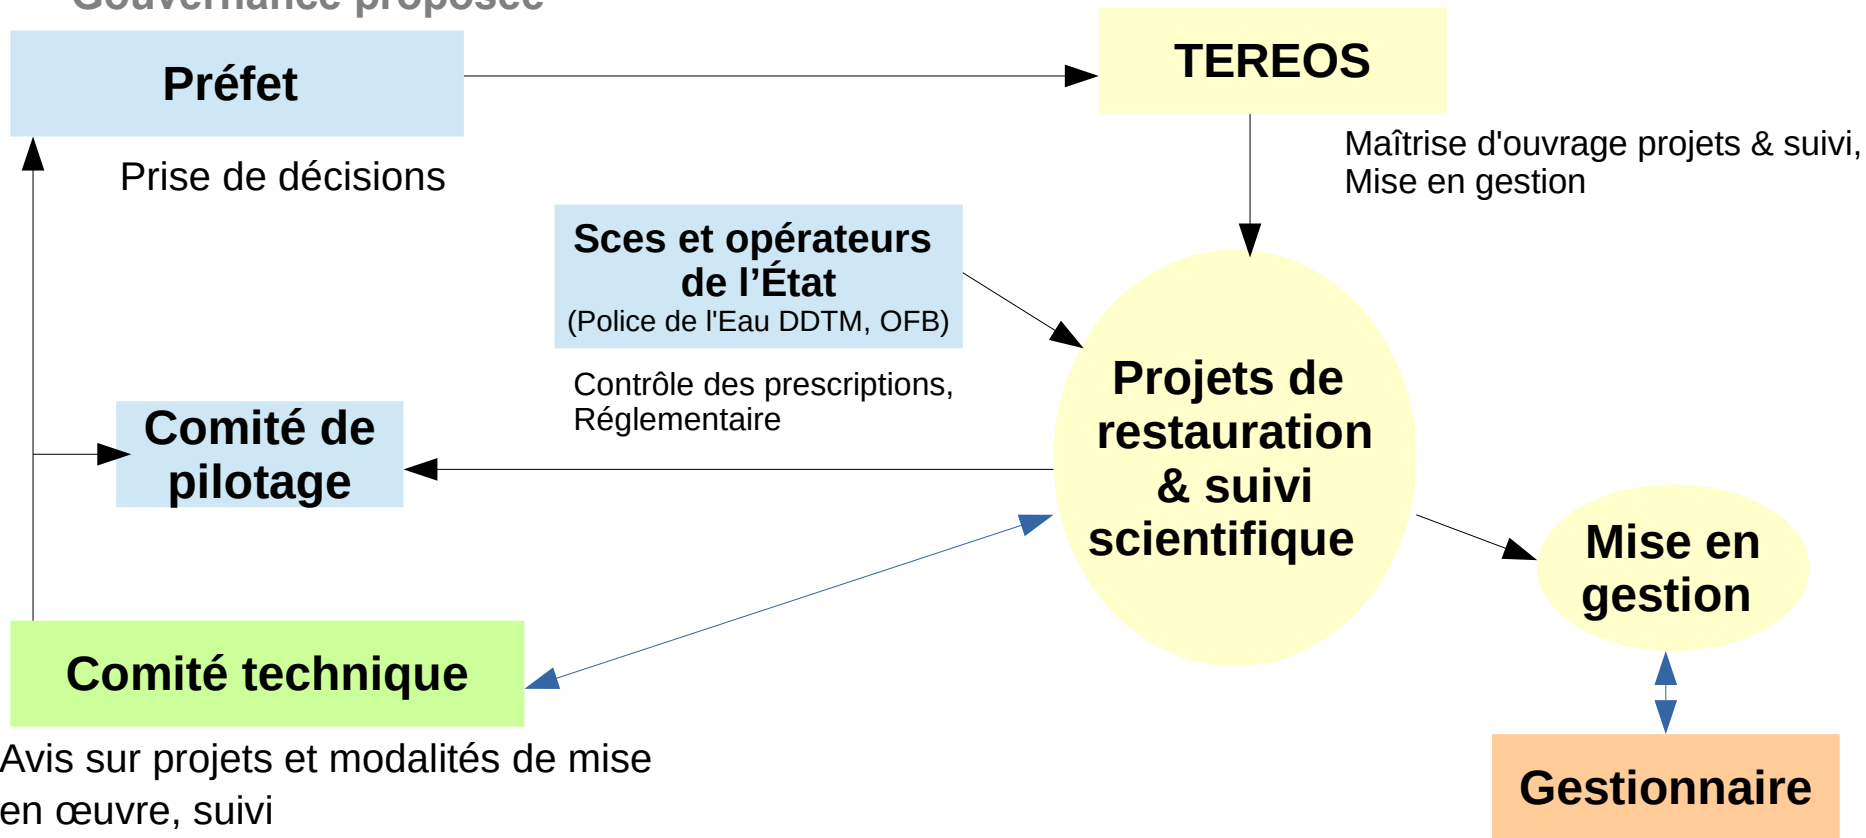 Gouvernance proposée
Préfet
TEREOS
Prise de décisions
Maîtrise d'ouvrage projets & suivi,
Mise en gestion
Sces et opérateurs
de l’État
(Police de l'Eau DDTM, OFB)
Contrôle des prescriptions,
Réglementaire
Projets de
restauration
& suivi
scientifique
Comité de
pilotage
Mise en
gestion
Comité technique
Avis sur projets et modalités de mise
en œuvre, suivi
Gestionnaire